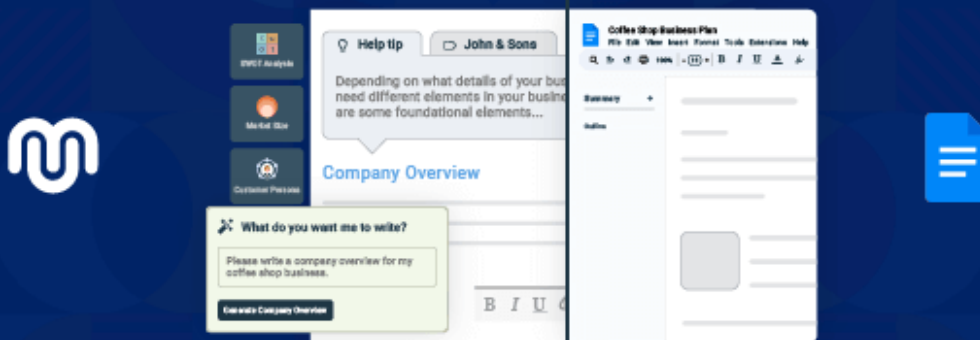 SWOT Analysis
Market Size
Customer Persona
Help tip
John & Sons
Depending on what details of your bus
need different elements in your busine
are some foundational elements...
Company Overview
What do you want me to write?
Please write a company overview for my
coffee shop business.
Generate Company Overview
B I U
Coffee Shop Business Plan
File Edit View Insert Format Tools Extensions Help
100% - + B I U A
Summary +
Outline